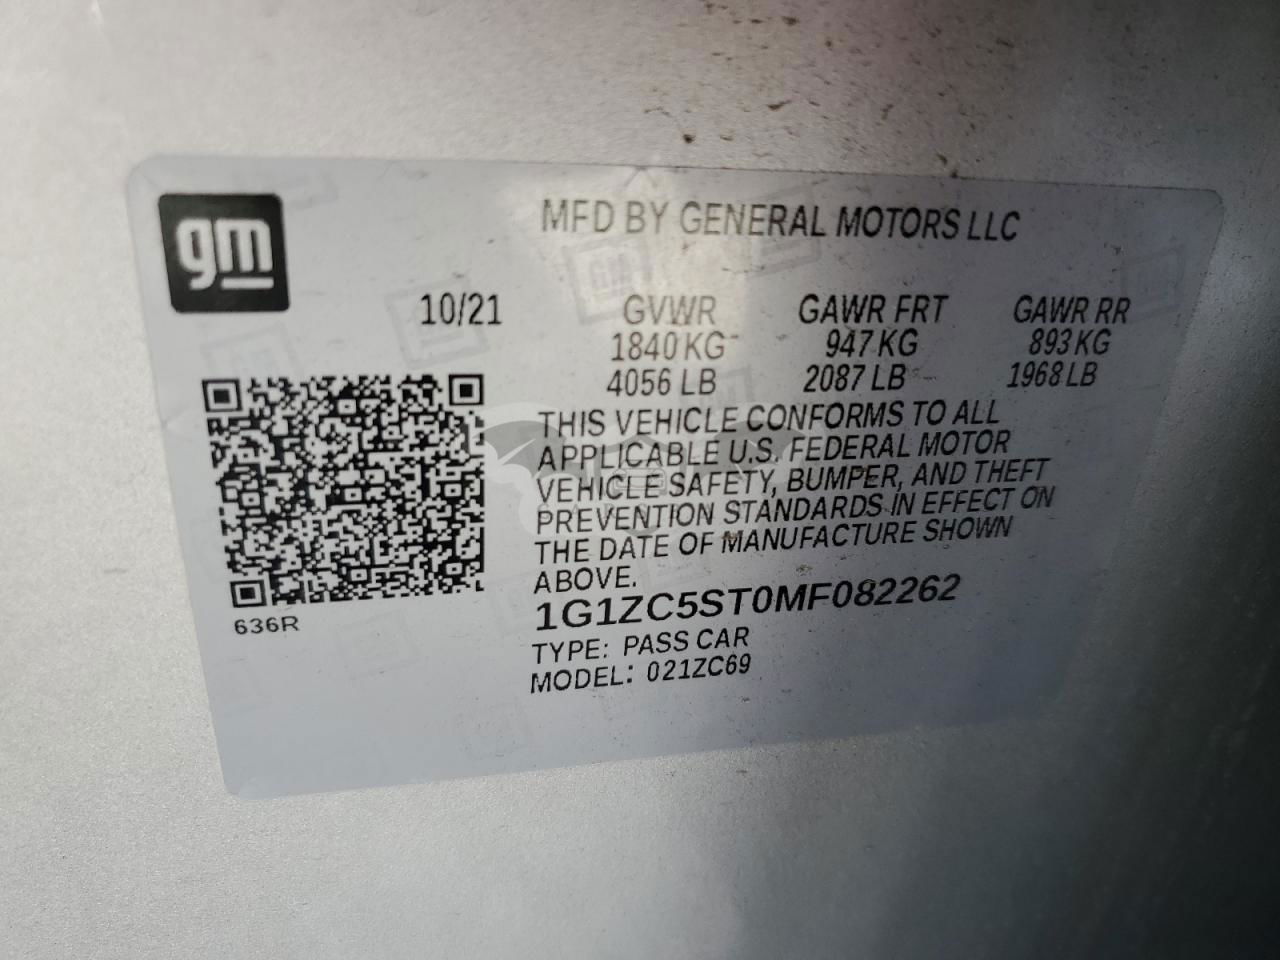 gm
MFD BY GENERAL MOTORS LLC
10/21 GVWR GAWR FRT GAWR RR
1840 KG 947 KG 893 KG
4056 LB 2087 LB 1968 LB
THIS VEHICLE CONFORMS TO ALL
APPLICABLE U.S. FEDERAL MOTOR
VEHICLE SAFETY, BUMPER, AND THEFT
PREVENTION STANDARDS IN EFFECT ON
THE DATE OF MANUFACTURE SHOWN
ABOVE.
1G1ZC5ST0MF082262
636R
TYPE: PASS CAR
MODEL: 021ZC69